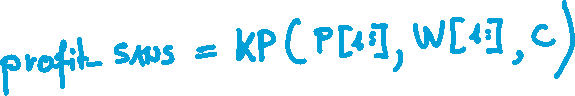 profit_sans = KP(P[1:], W[1:], C)